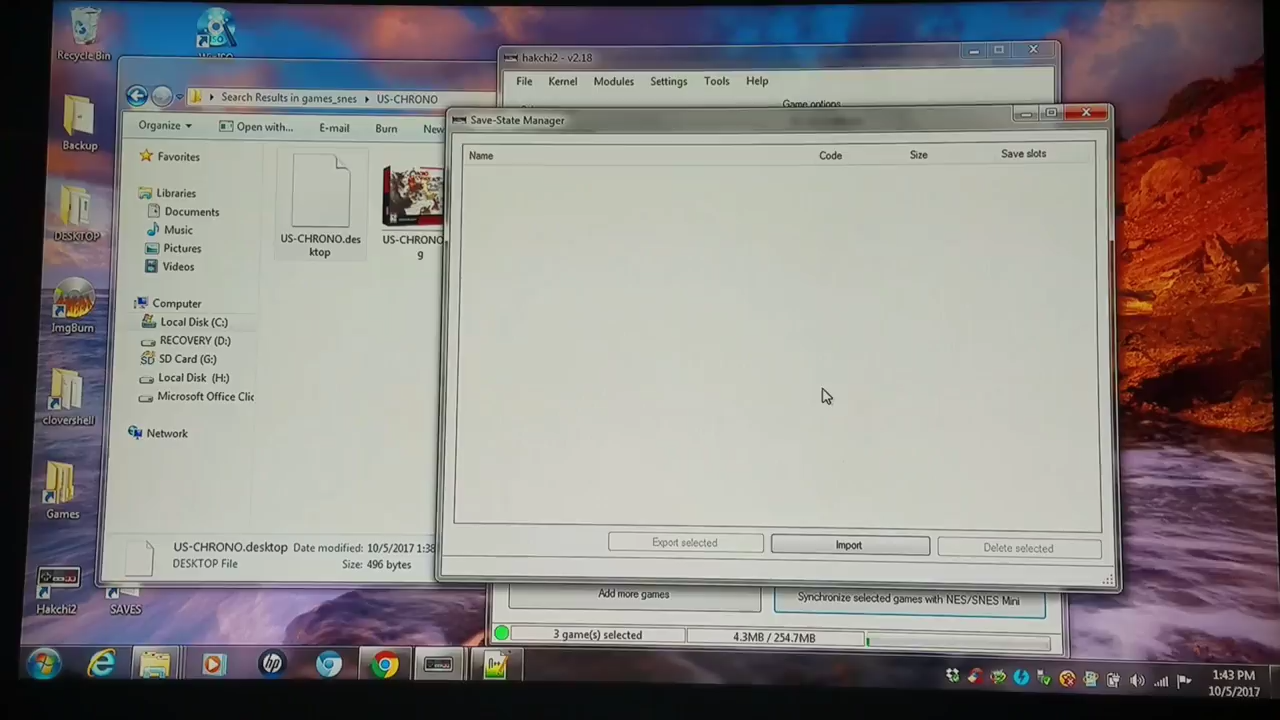 Recycle Bin
Backup
DESKTOP
ImgBurn
clovershell
Games
Hakchi2
SAVES
Search Results in games_snes
US-CHRONO
Organize
Open with...
E-mail
Burn
New
Favorites
Libraries
Documents
Music
Pictures
Videos
Computer
Local Disk (C:)
RECOVERY (D:)
SD Card (G:)
Local Disk (H:)
Microsoft Office Clic
Network
US-CHRONO.des
ktop
US-CHRONO
g
US-CHRONO.desktop Date modified: 10/5/2017 1:38
DESKTOP File
Size: 496 bytes
hakchi2 - v2.18
File Kernel Modules Settings Tools Help
Game options
Save-State Manager
Name Code Size Save slots
Export selected
Import
Delete selected
Add more games
Synchronize selected games with NES/SNES Mini
3 game(s) selected
4.3MB / 254.7MB
1:43 PM
10/5/2017